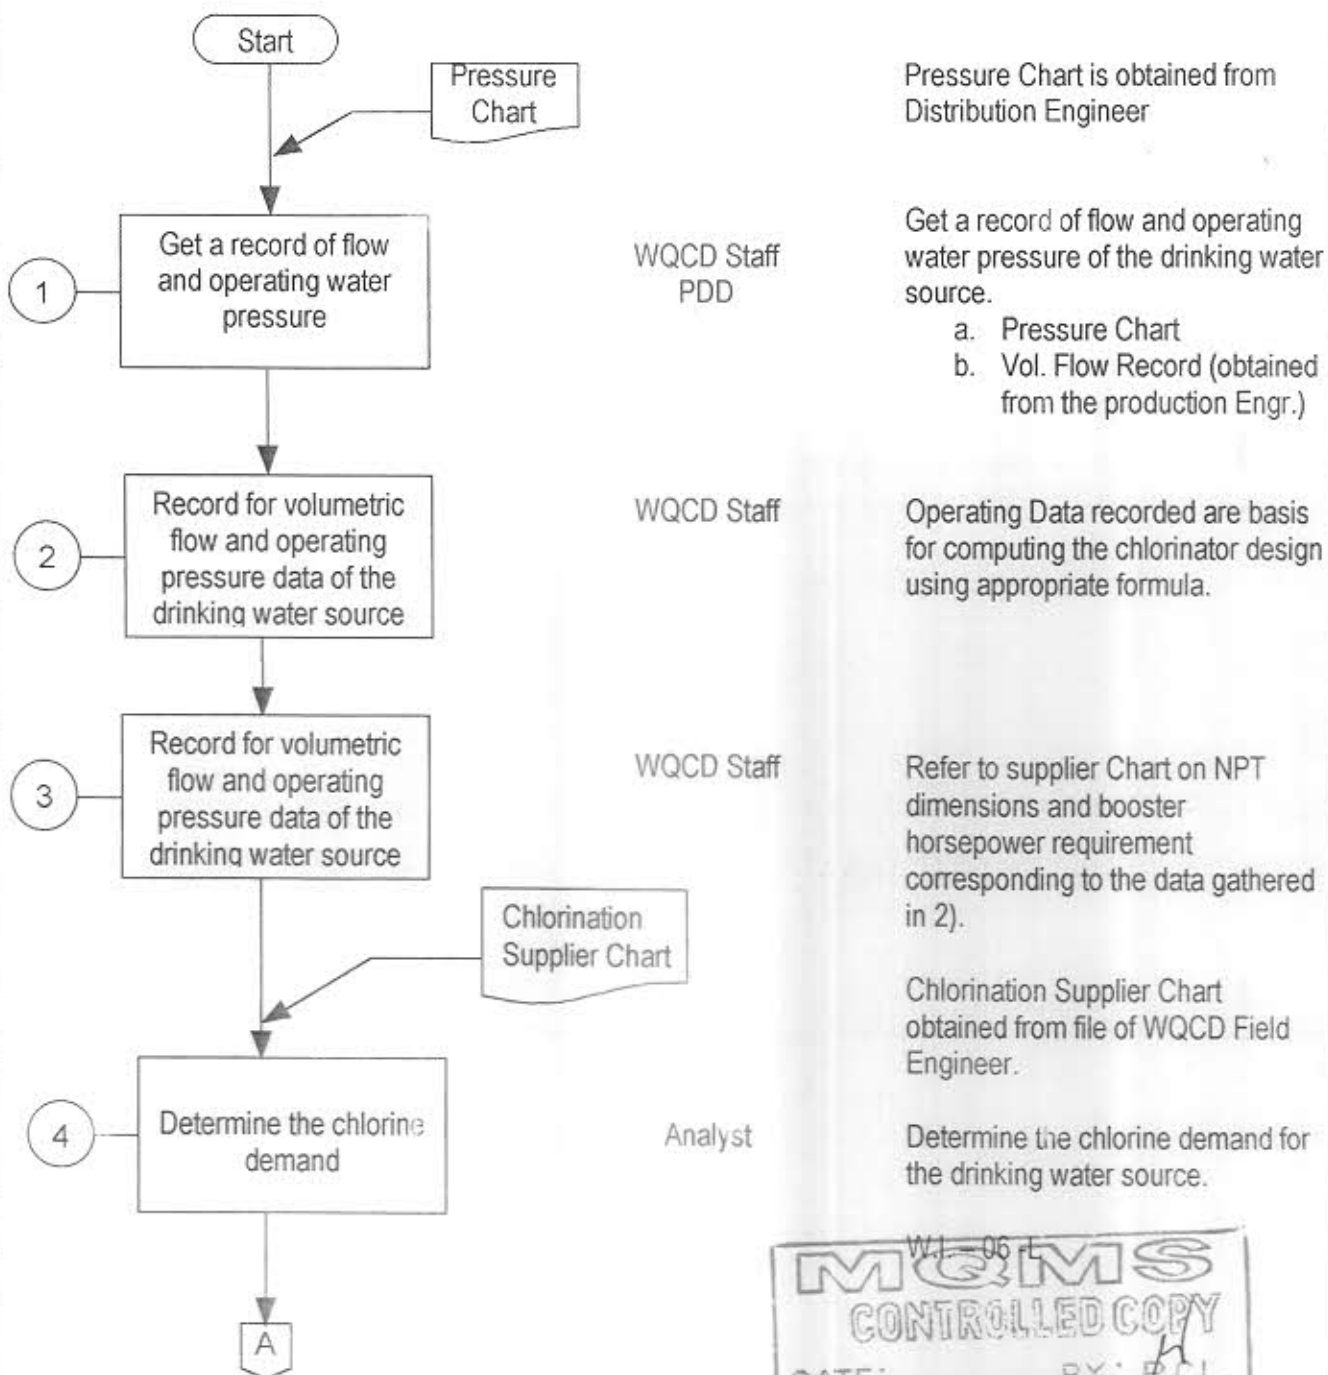 Start
Pressure
Chart
Pressure Chart is obtained from
Distribution Engineer
1
Get a record of flow
and operating water
pressure
WQCD Staff
PDD
Get a record of flow and operating
water pressure of the drinking water
source.
a. Pressure Chart
b. Vol. Flow Record (obtained
from the production Engr.)
2
Record for volumetric
flow and operating
pressure data of the
drinking water source
WQCD Staff
Operating Data recorded are basis
for computing the chlorinator design
using appropriate formula.
3
Record for volumetric
flow and operating
pressure data of the
drinking water source
WQCD Staff
Refer to supplier Chart on NPT
dimensions and booster
horsepower requirement
corresponding to the data gathered
in 2).
Chlorination
Supplier Chart
Chlorination Supplier Chart
obtained from file of WQCD Field
Engineer.
4
Determine the chlorine
demand
Analyst
Determine the chlorine demand for
the drinking water source.
W.I. – 06 -L
MQMS
CONTROLLED COPY
DATE: BY:
A